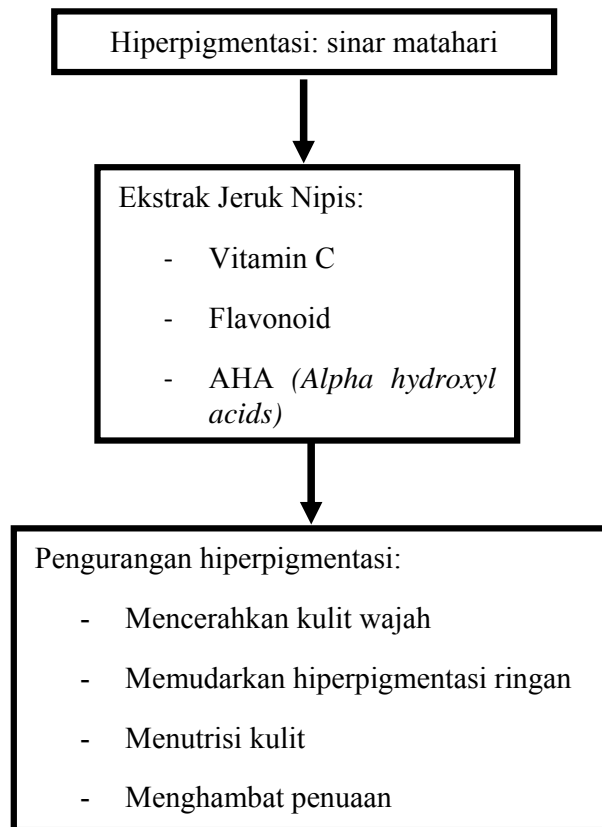 Hiperpigmentasi: sinar matahari
Ekstrak Jeruk Nipis:
- Vitamin C
- Flavonoid
- AHA (Alpha hydroxyl
acids)
Pengurangan hiperpigmentasi:
- Mencerahkan kulit wajah
- Memudarkan hiperpigmentasi ringan
- Menutrisi kulit
- Menghambat penuaan